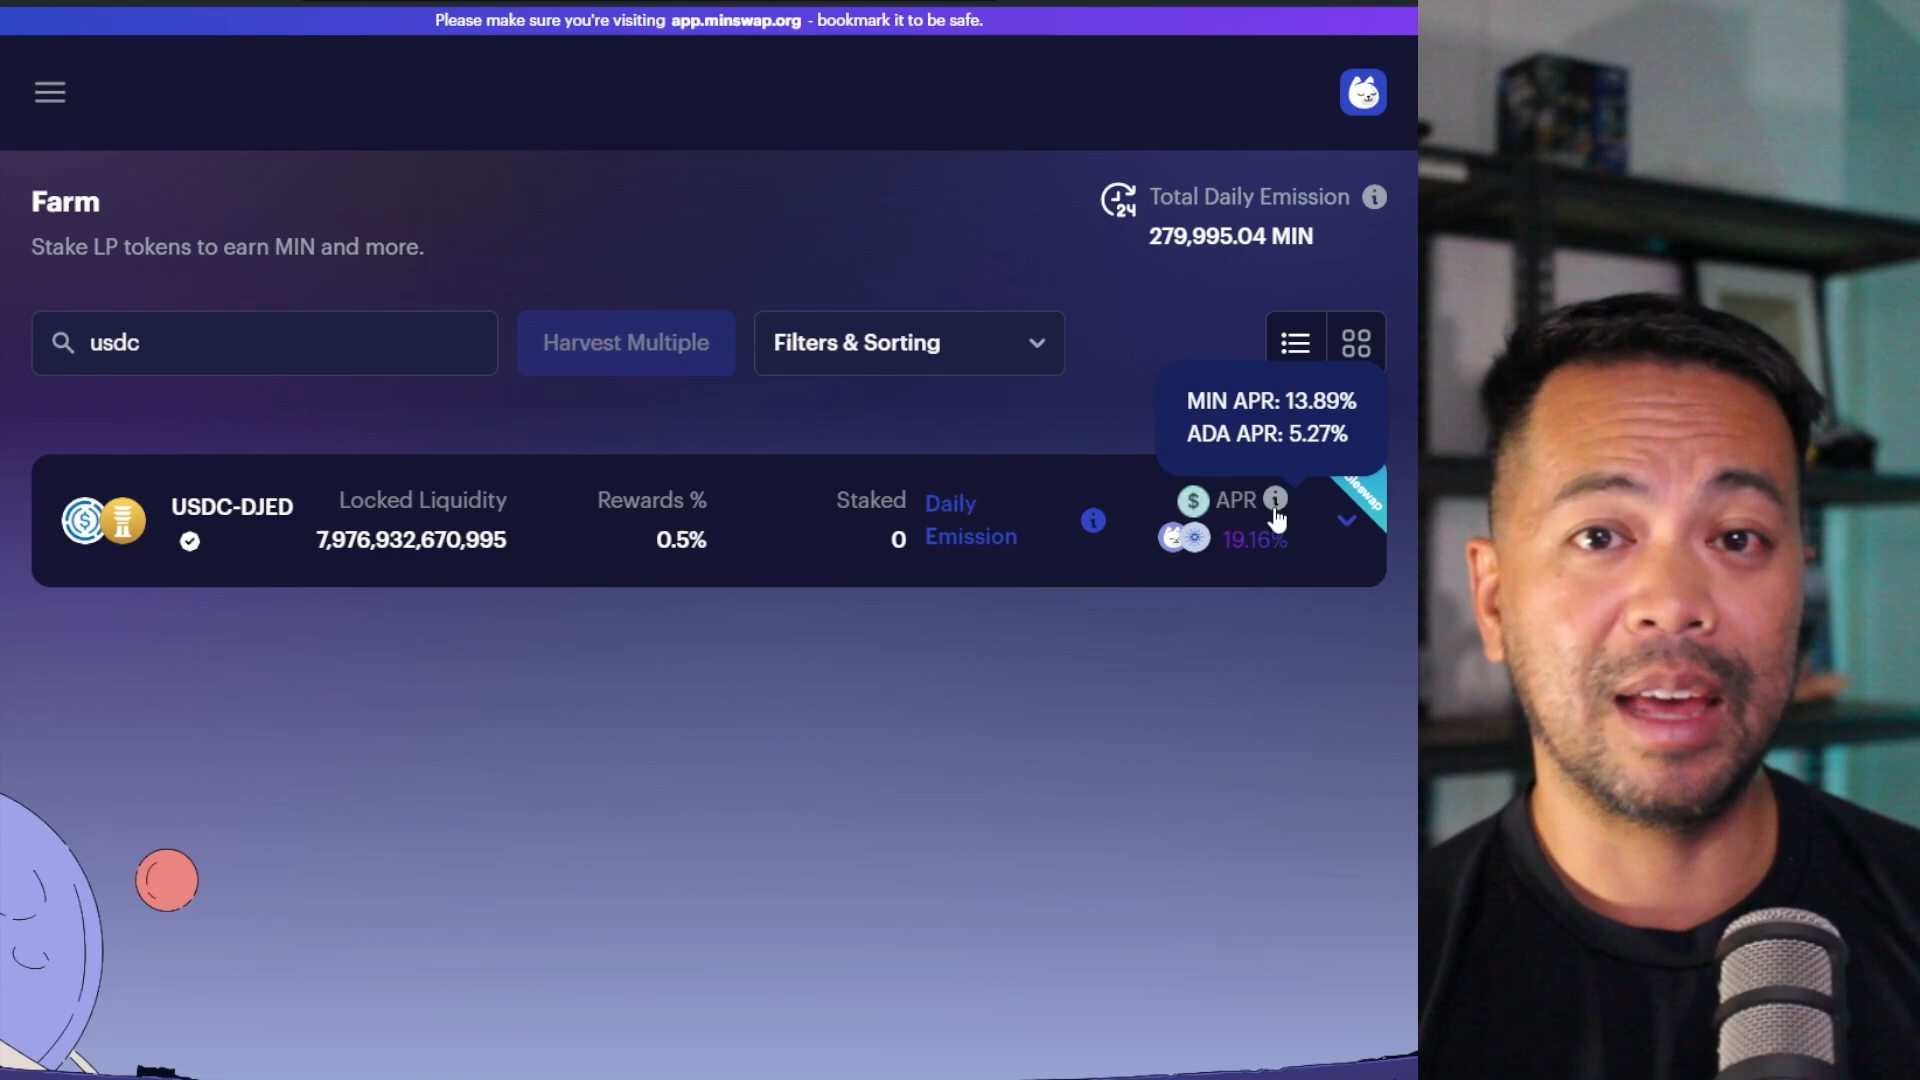 Please make sure you're visiting app.minswap.org - bookmark it to be safe.
Farm
Stake LP tokens to earn MIN and more.
24
Total Daily Emission
279,995.04 MIN
usdc
Harvest Multiple
Filters & Sorting
MIN APR: 13.89%
ADA APR: 5.27%
USDC-DJED
Locked Liquidity
7,976,932,670,995
Rewards %
0.5%
Staked
0
Daily
Emission
$ APR
19.16%